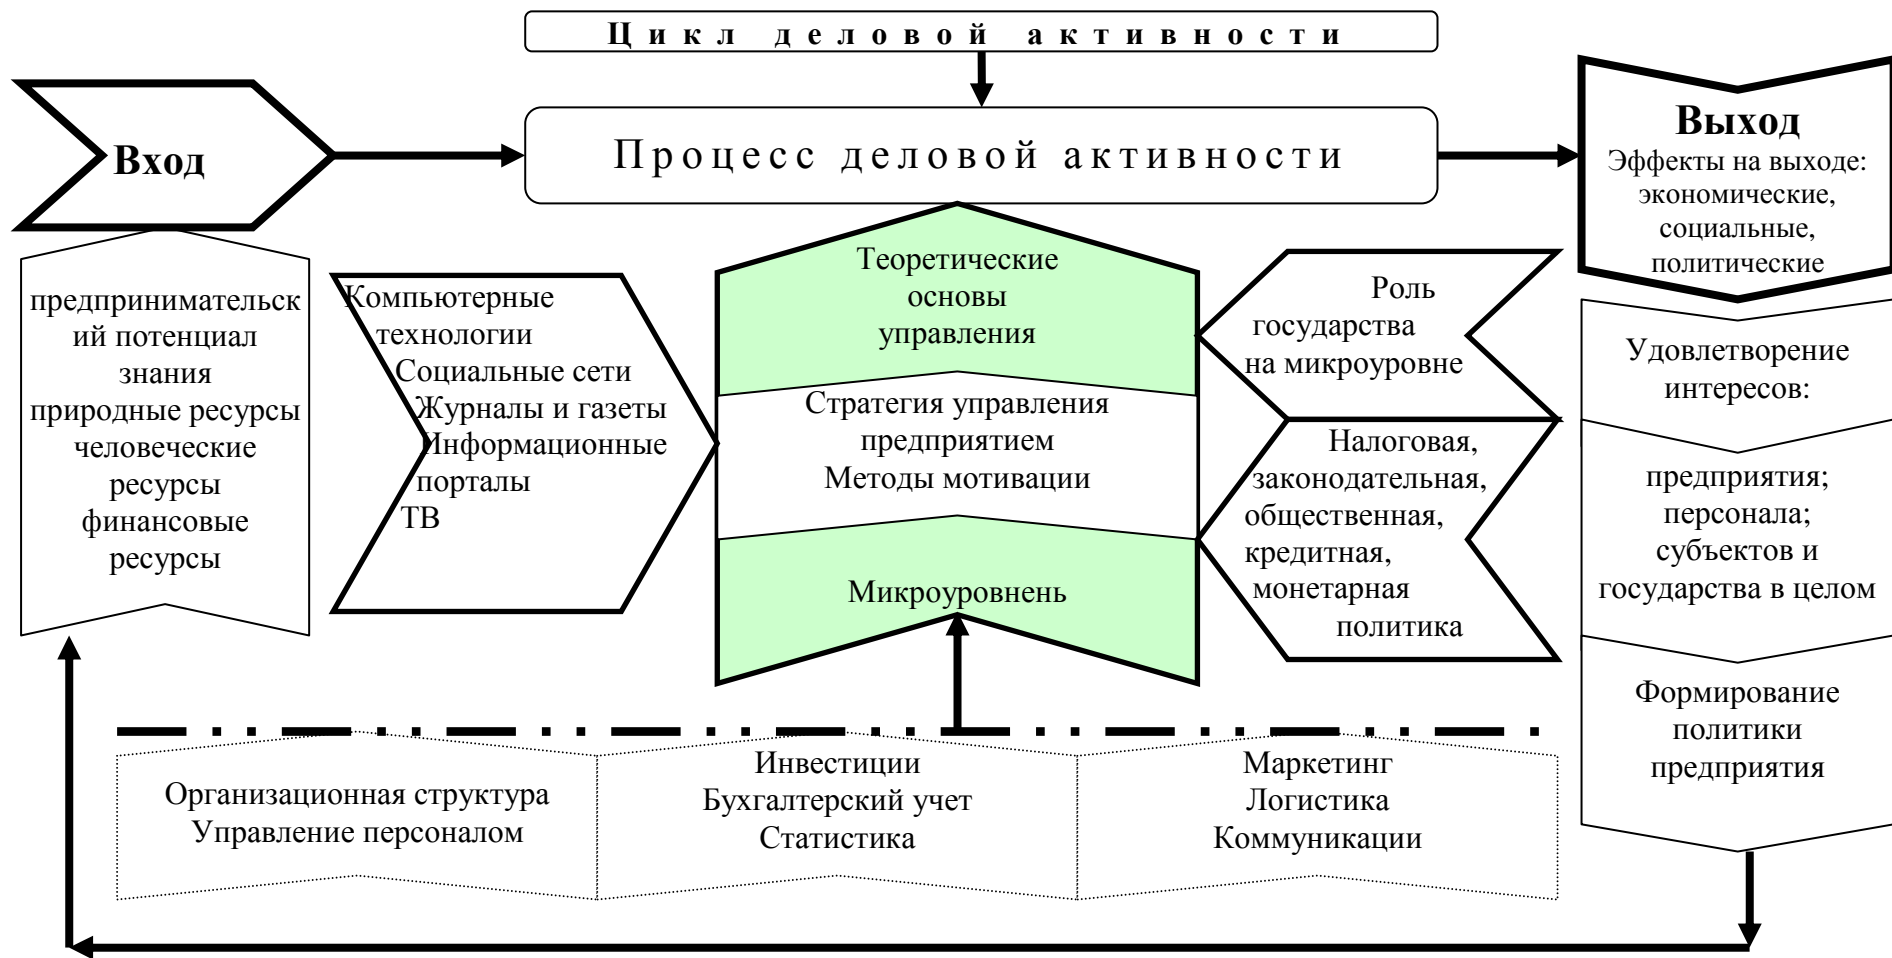 Цикл деловой активности
Вход
Процесс деловой активности
Выход
Эффекты на выходе:
экономические,
социальные,
политические
предпринимательск
ий потенциал
знания
природные ресурсы
человеческие
ресурсы
финансовые
ресурсы
Компьютерные
технологии
Социальные сети
Журналы и газеты
Информационные
порталы
ТВ
Теоретические
основы
управления
Стратегия управления
предприятием
Методы мотивации
Микроуровнень
Роль
государства
на микроуровне
Налоговая,
законодательная,
общественная,
кредитная,
монетарная
политика
Удовлетворение
интересов:
предприятия;
персонала;
субъектов и
государства в целом
Формирование
политики
предприятия
Организационная структура
Управление персоналом
Инвестиции
Бухгалтерский учет
Статистика
Маркетинг
Логистика
Коммуникации